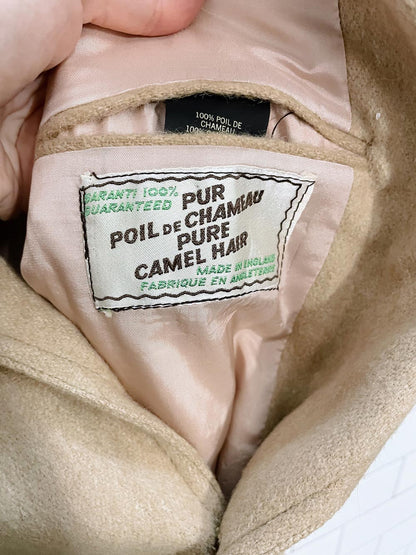 100% POIL DE
CHAMEAU
GARANTI 100%
GUARANTEED
PUR
POIL DE CHAMEAU
PURE
CAMEL HAIR
MADE IN ENGLAND
FABRIQUE EN ANGLETERRE